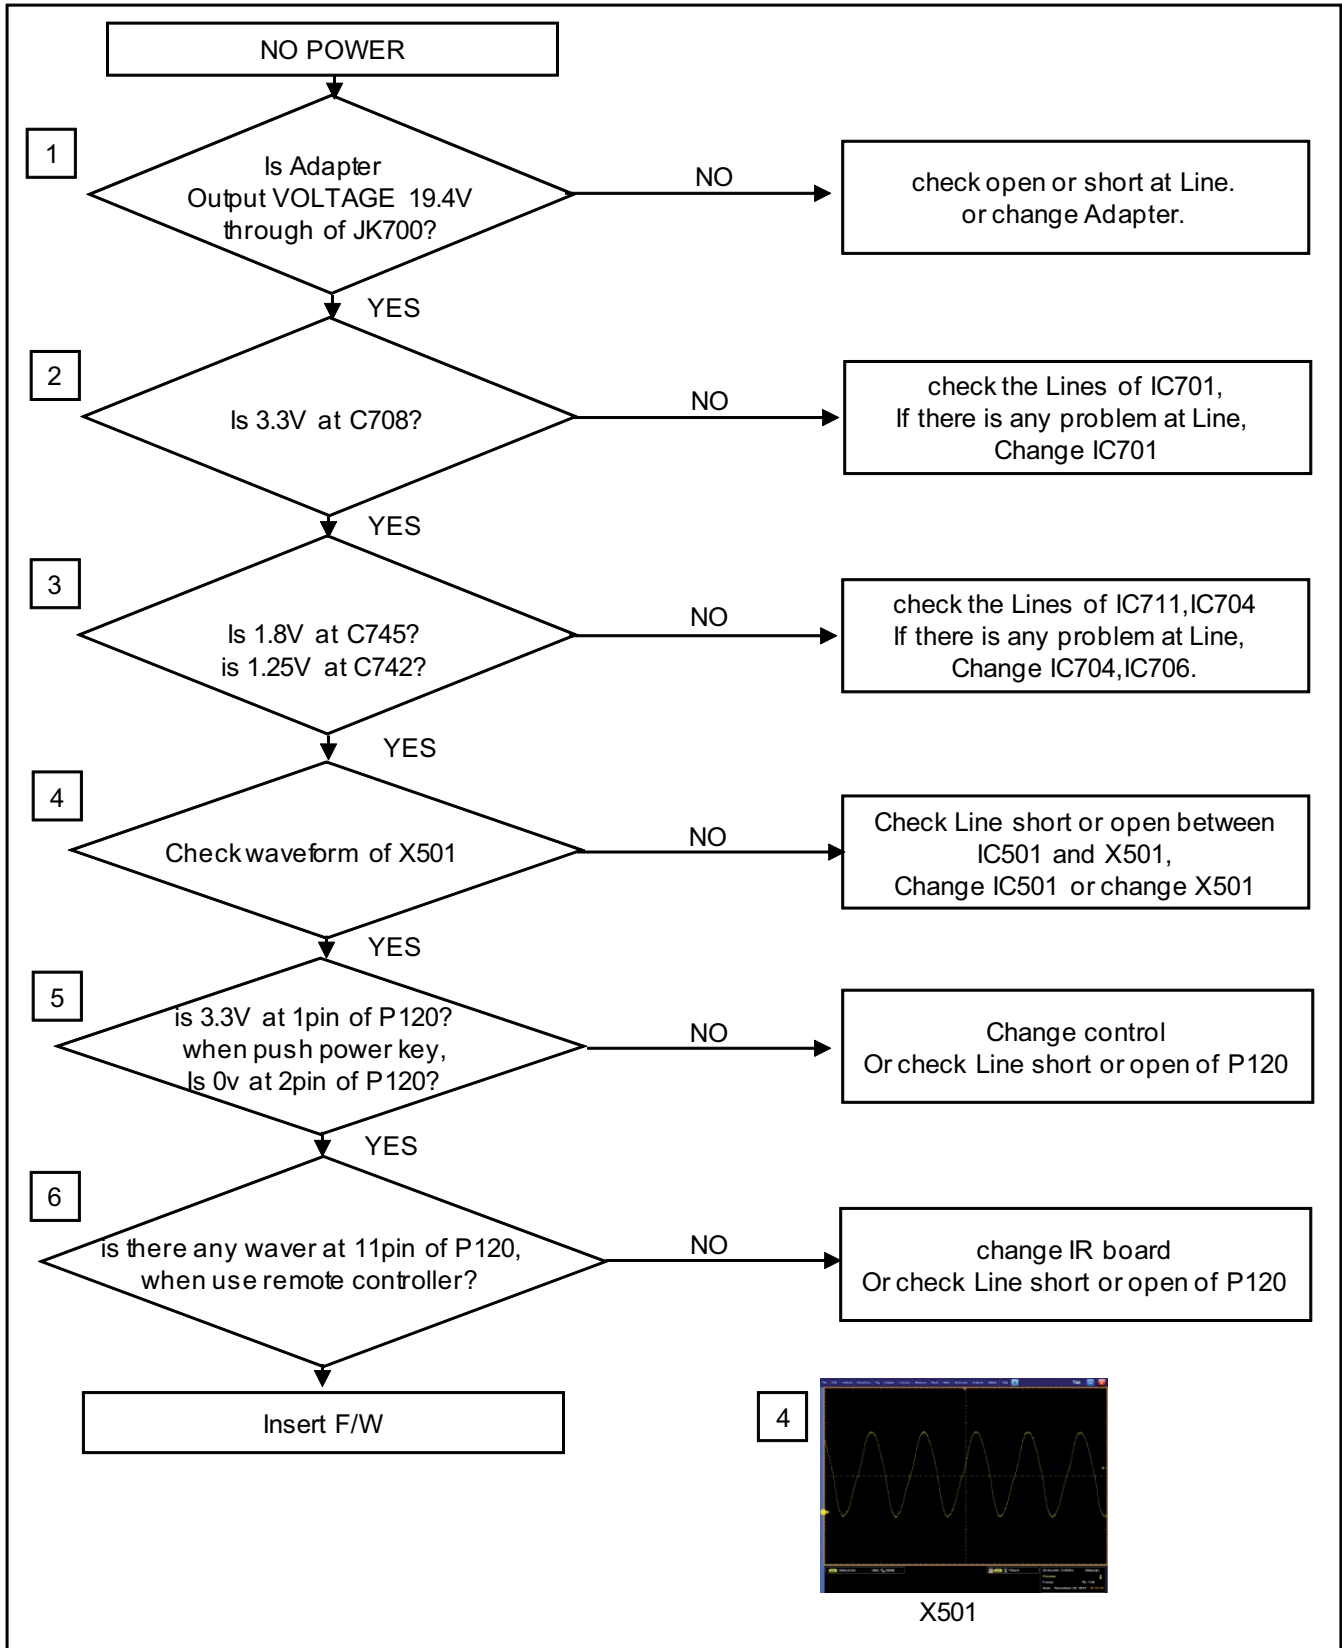 NO POWER
1
Is Adapter
Output VOLTAGE 19.4V
through of JK700?
NO
check open or short at Line.
or change Adapter.
YES
2
Is 3.3V at C708?
NO
check the Lines of IC701,
If there is any problem at Line,
Change IC701
YES
3
Is 1.8V at C745?
is 1.25V at C742?
NO
check the Lines of IC711,IC704
If there is any problem at Line,
Change IC704,IC706.
YES
4
Check waveform of X501
NO
Check Line short or open between
IC501 and X501,
Change IC501 or change X501
YES
5
is 3.3V at 1pin of P120?
when push power key,
Is 0v at 2pin of P120?
NO
Change control
Or check Line short or open of P120
YES
6
is there any waver at 11pin of P120,
when use remote controller?
NO
change IR board
Or check Line short or open of P120
Insert F/W
4
Tek
X501